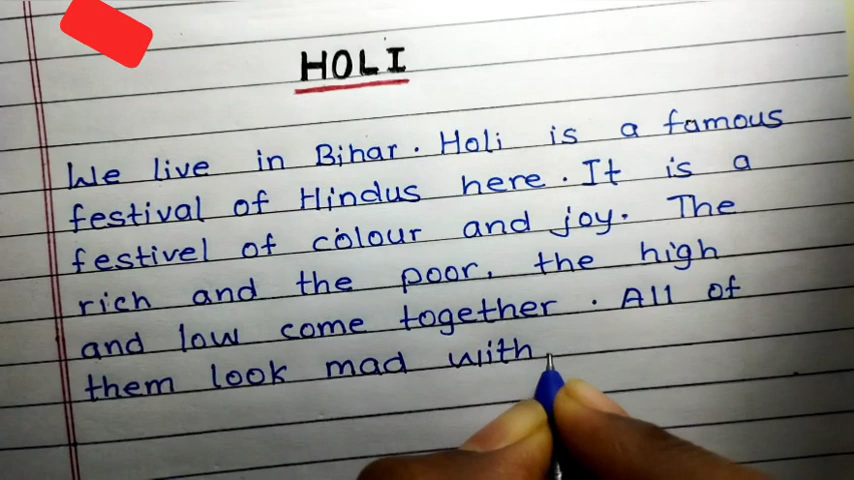 HOLI
We live in Bihar. Holi is a famous
festival of Hindus here. It is a
festivel of colour and joy. The
rich and the poor, the high
and low come together. All of
them look mad with